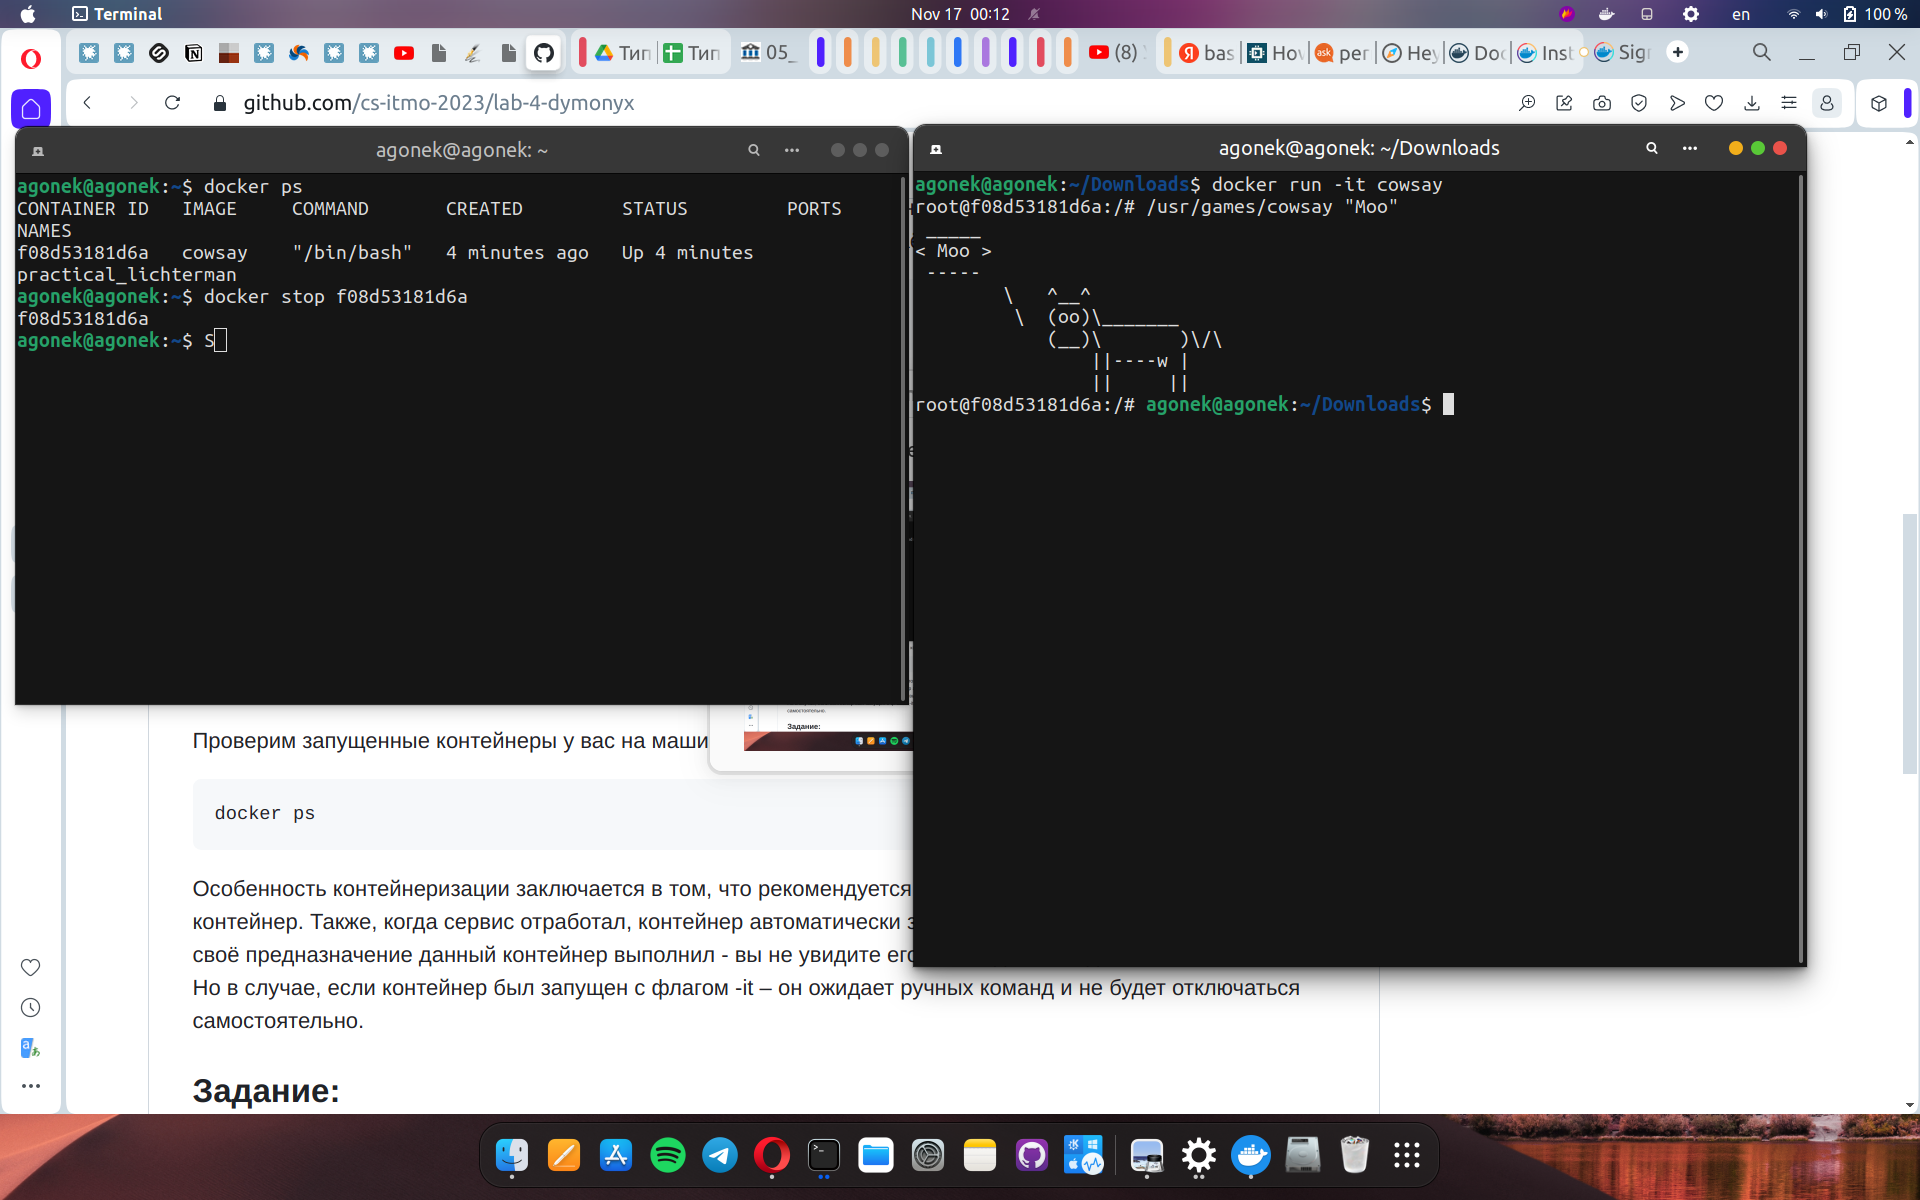 Terminal
Nov 17 00:12
en
100 %
Тип
Тип
05_
(8)
bas
Hov
per
Hey
Doc
Inst
Sign
github.com/cs-itmo-2023/lab-4-dymonyx
agonek@agonek: ~
agonek@agonek:~$ docker ps
CONTAINER ID   IMAGE     COMMAND       CREATED         STATUS         PORTS
NAMES
f08d53181d6a   cowsay    "/bin/bash"   4 minutes ago   Up 4 minutes
practical_lichterman
agonek@agonek:~$ docker stop f08d53181d6a
f08d53181d6a
agonek@agonek:~$ S
agonek@agonek: ~/Downloads
agonek@agonek:~/Downloads$ docker run -it cowsay
root@f08d53181d6a:/# /usr/games/cowsay "Moo"
 _____
< Moo >
 -----
        \   ^__^
         \  (oo)\_______
            (__)\       )\/\
                ||----w |
                ||     ||
root@f08d53181d6a:/# agonek@agonek:~/Downloads$
Задание:
Проверим запущенные контейнеры у вас на маши
docker ps
Особенность контейнеризации заключается в том, что рекомендуется
контейнер. Также, когда сервис отработал, контейнер автоматически з
своё предназначение данный контейнер выполнил - вы не увидите его
Но в случае, если контейнер был запущен с флагом -it – он ожидает ручных команд и не будет отключаться
самостоятельно.
Задание: